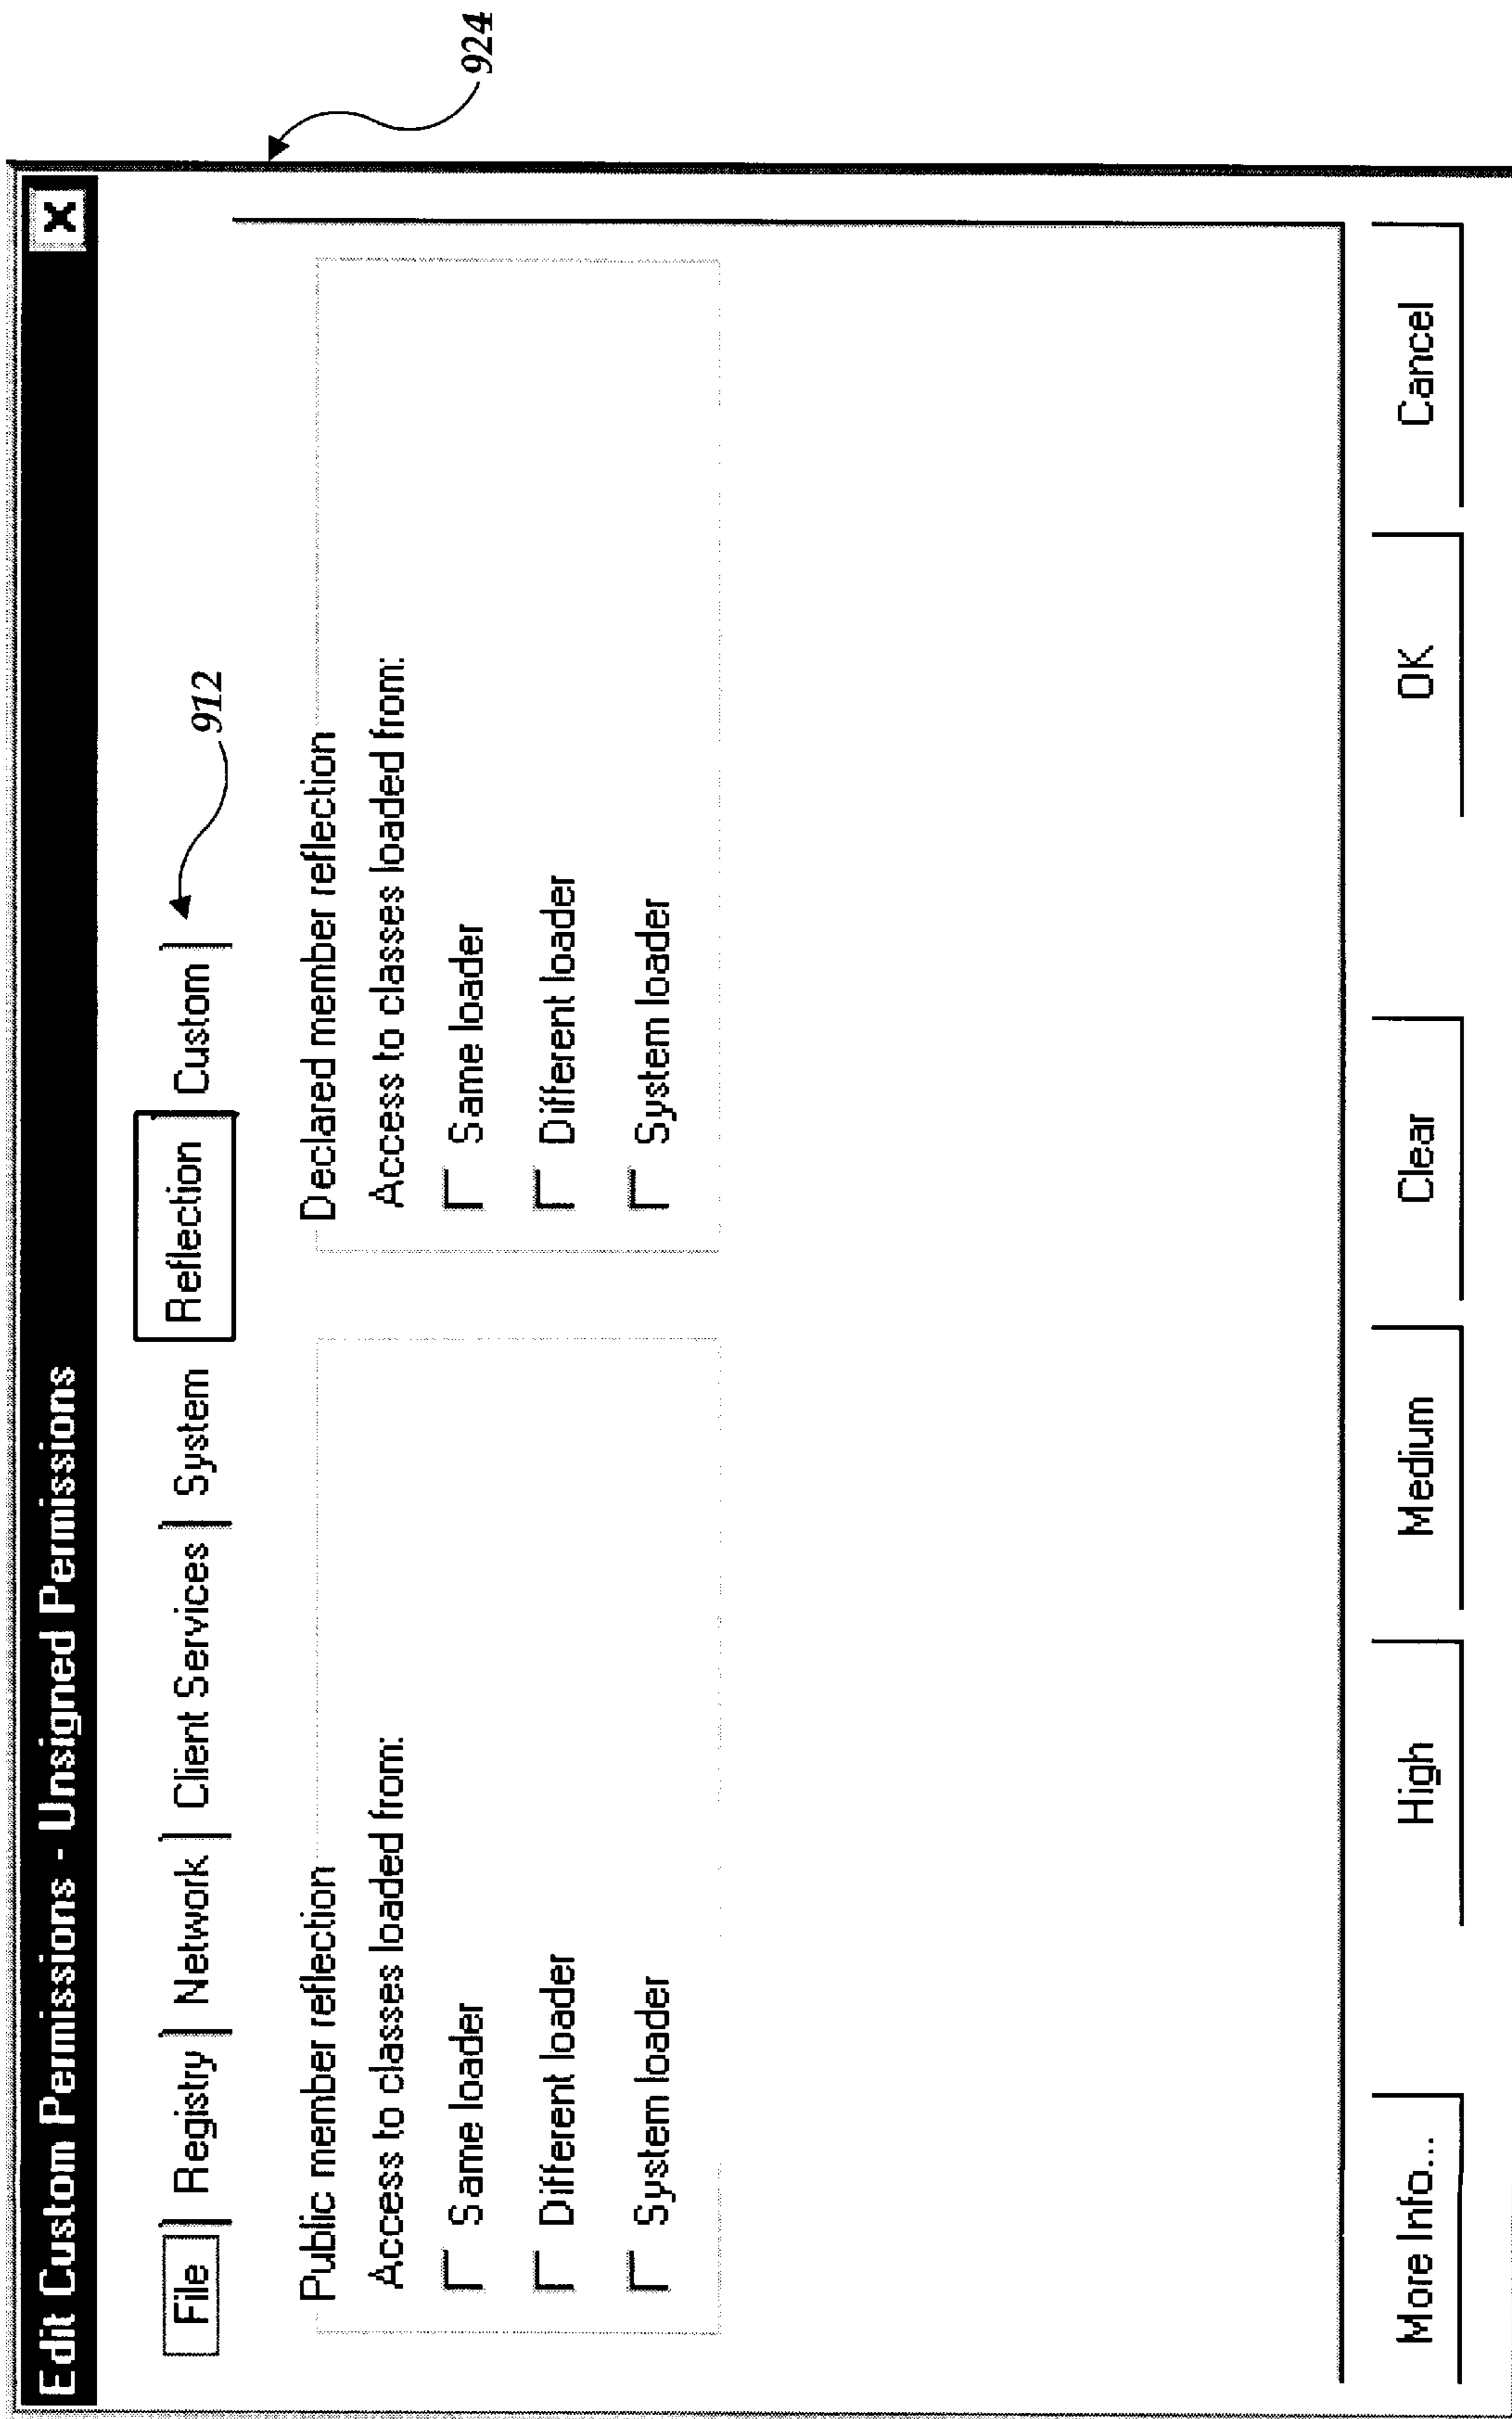 924
Edit Custom Permissions - Unsigned Permissions X
912
File Registry Network Client Services System Reflection Custom
Public member reflection
Access to classes loaded from:
Same loader
Different loader
System loader
Declared member reflection
Access to classes loaded from:
Same loader
Different loader
System loader
More Info... High Medium Clear OK Cancel